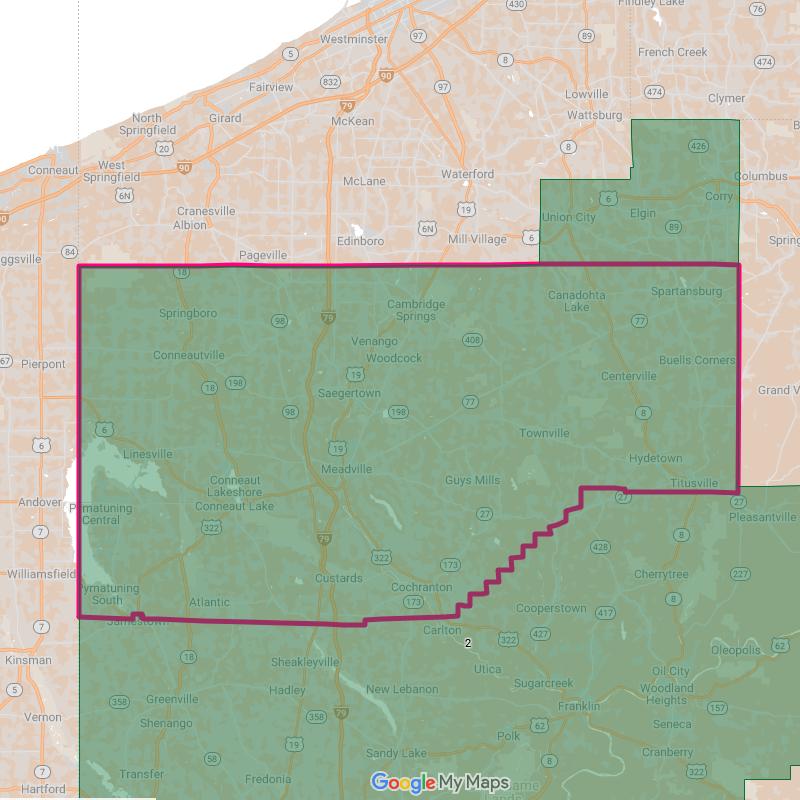 430
Findley Lake
76
Westminster
97
89
5
8
French Creek
90
474
832
97
Fairview
79
Lowville
474
Clymer
North
Springfield
Girard
McKean
Wattsburg
20
8
426
Conneaut
West
Springfield
90
Waterford
Columbus
McLane
6N
6
Corry
Cranesville
19
Union City
Elgin
Albion
89
Edinboro
6N
Mill Village
6
84
Pageville
18
Cambridge
Springs
Canadohta
Lake
Spartansburg
Springboro
98
79
77
Venango
408
67
Conneautville
Woodcock
Buells Corners
Pierpont
19
Centerville
18
198
Saegertown
77
98
198
8
6
Townville
6
19
Linesville
Hydetown
Meadville
Conneaut
Lakeshore
Guys Mills
Titusville
Andover
Conneaut Lake
27
27
Central
27
Pleasantville
7
322
8
79
428
322
Williamsfield
173
Cherrytree
227
Custards
South
Cochranton
Atlantic
173
8
Cooperstown
417
Jamestown
7
Carlton
2
322
427
Oleopolis
62
18
Kinsman
Sheakleyville
Utica
Oil City
5
Hadley
New Lebanon
Sugarcreek
Woodland
Heights
358
Greenville
Franklin
157
358
79
Vernon
Shenango
62
Seneca
19
Polk
58
Sandy Lake
Cranberry
8
7
Transfer
322
Fredonia
Google My Maps
Hartford